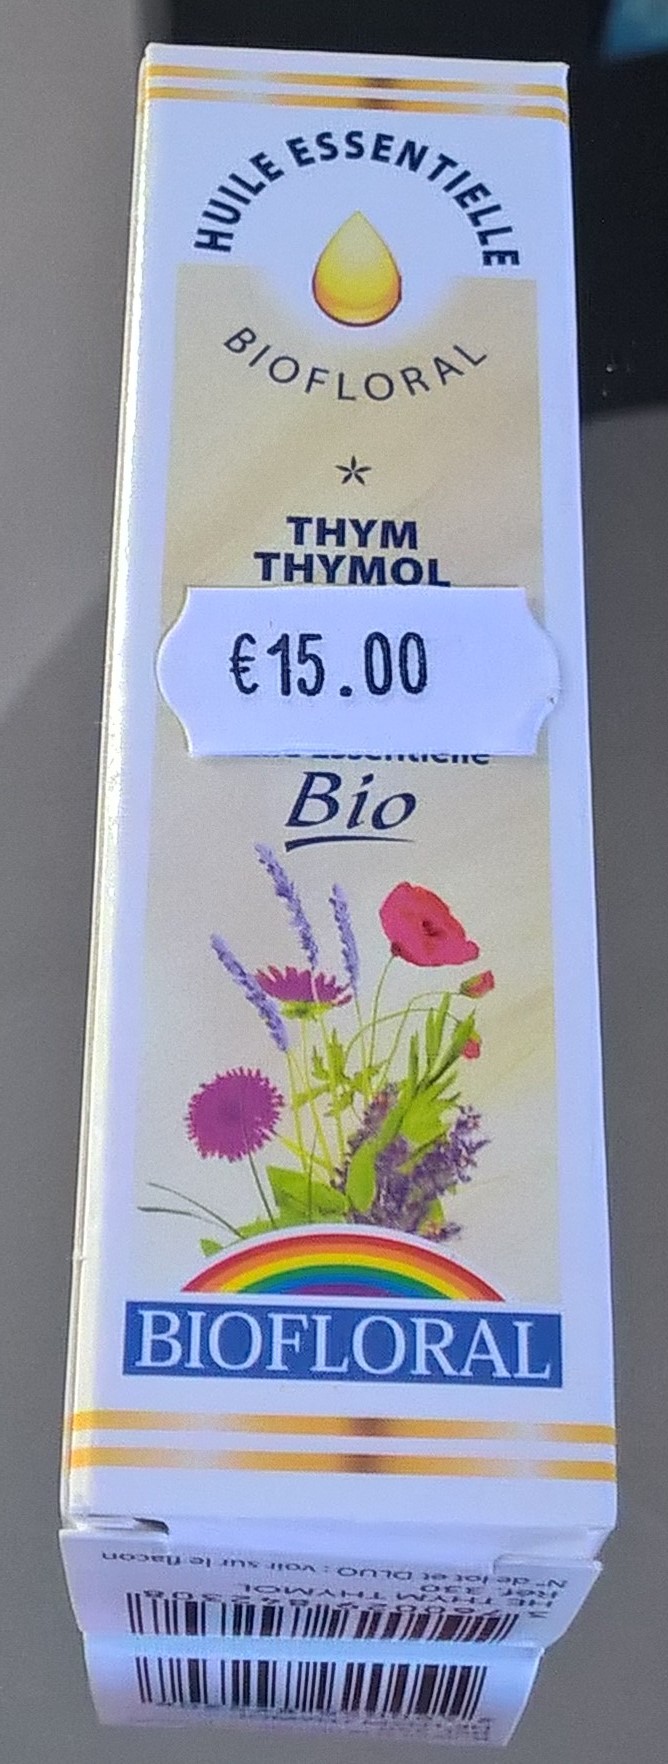 HUILE ESSENTIELLE
BIOFLORAL
*
THYM
THYMOL
€15.00
Essentielle
Bio
BIOFLORAL
N° de lot et DLUO : voir sur le flacon
Réf. 330
HE THYM THYMOL